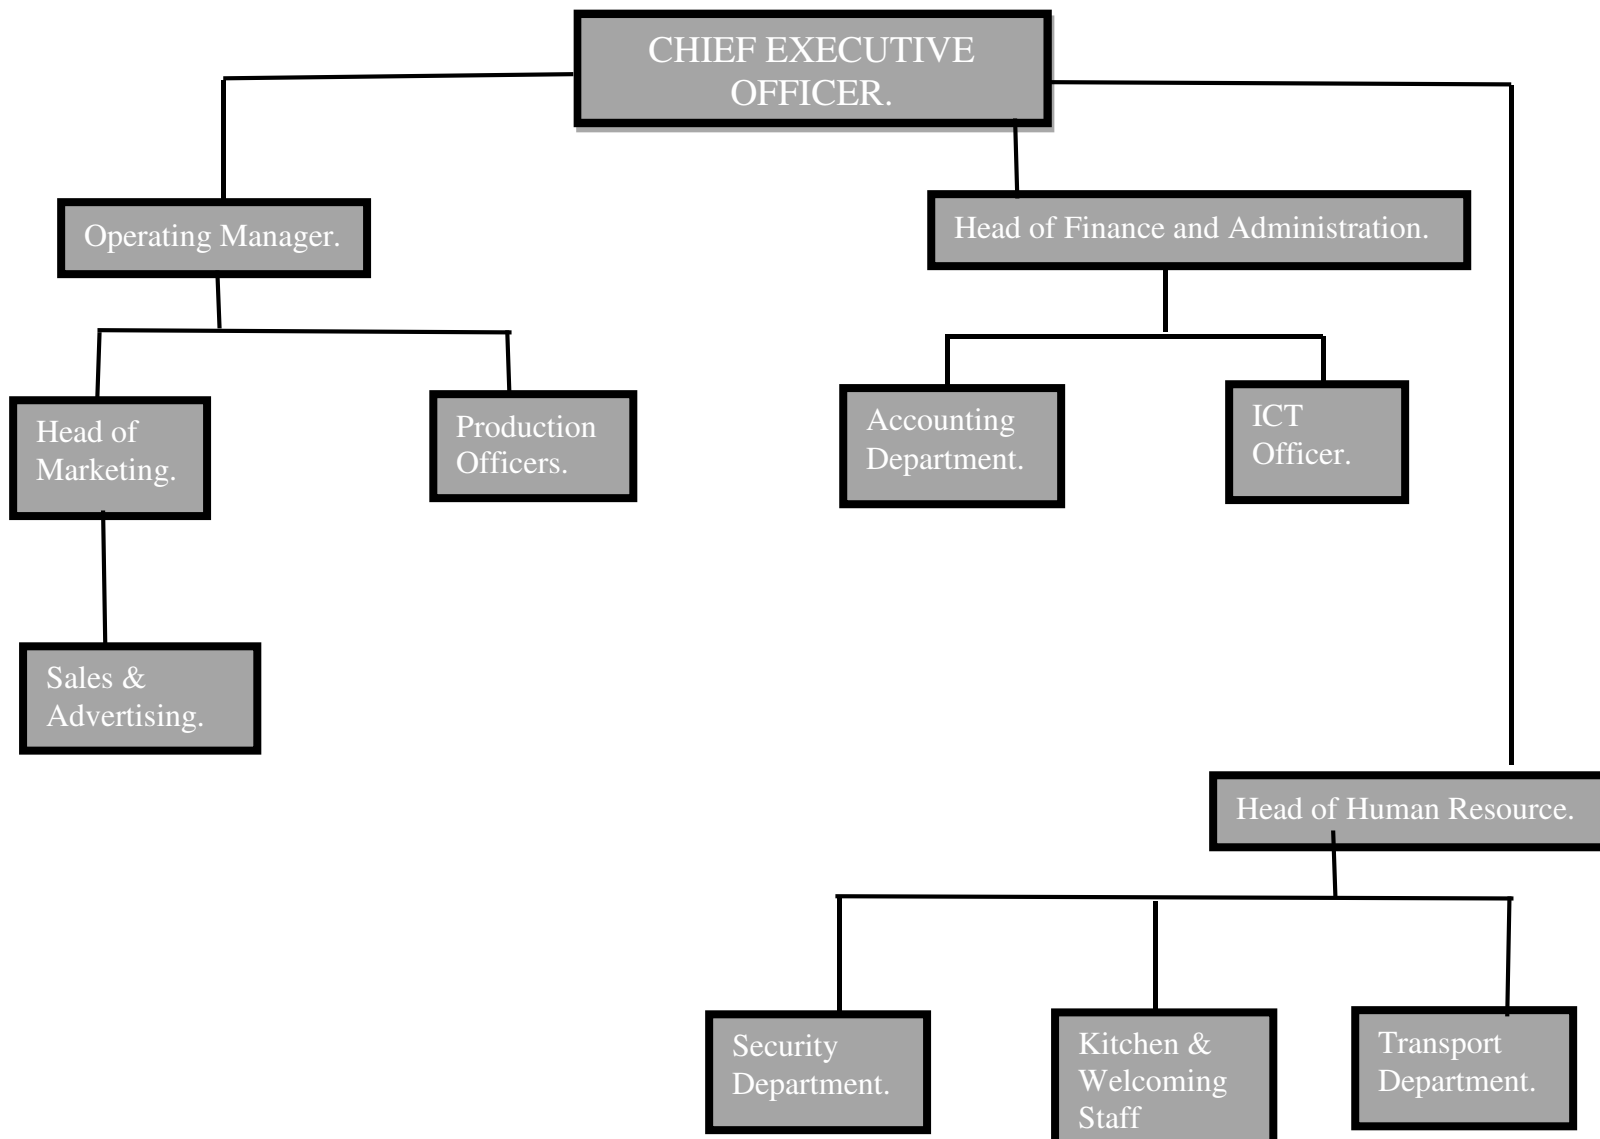 CHIEF EXECUTIVE
OFFICER.
Operating Manager.
Head of Finance and Administration.
Head of
Marketing.
Production
Officers.
Accounting
Department.
ICT
Officer.
Sales &
Advertising.
Head of Human Resource.
Security
Department.
Kitchen &
Welcoming
Staff
Transport
Department.